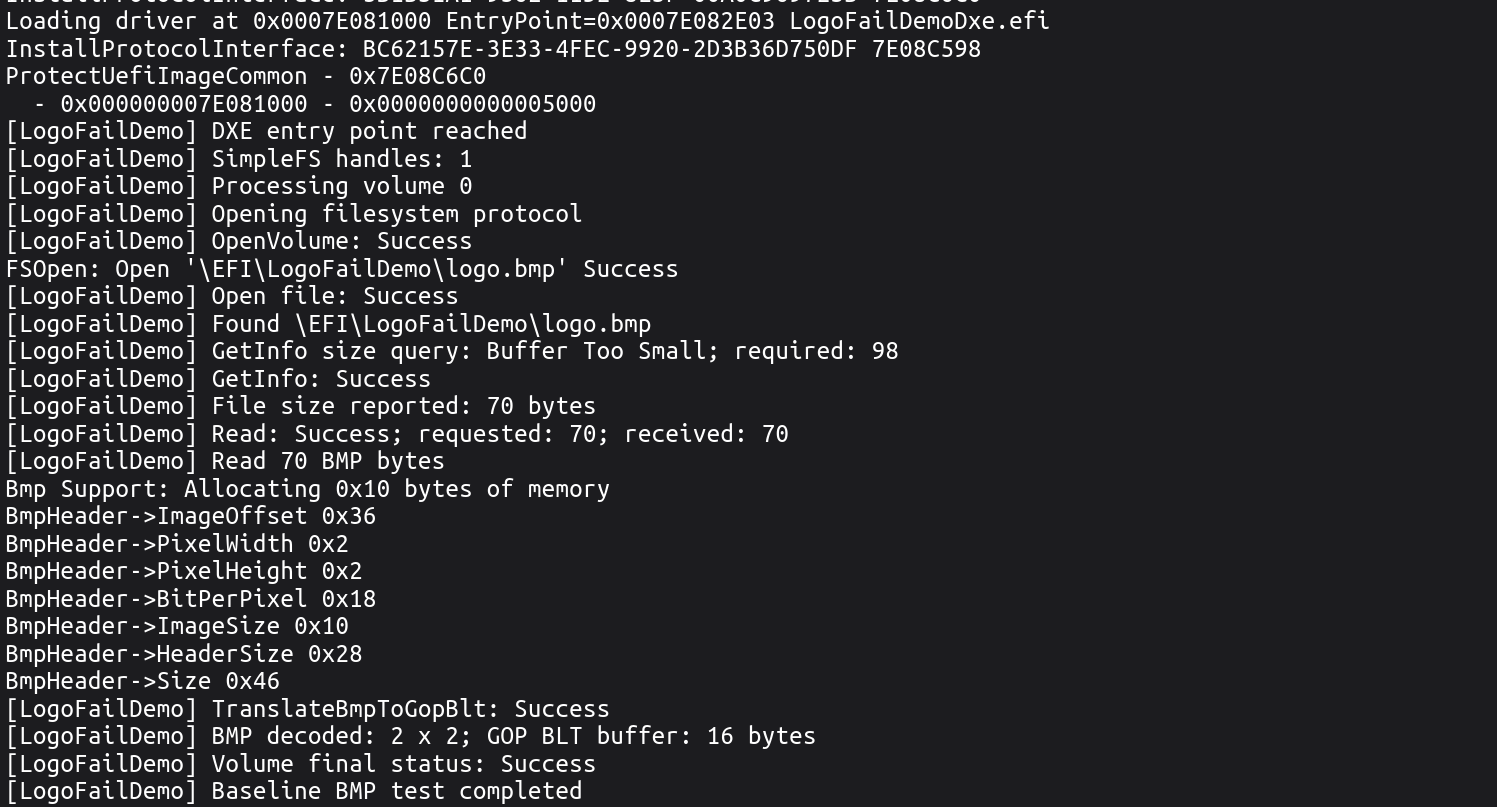 Loading driver at 0x0007E081000 EntryPoint=0x0007E082E03 LogoFailDemoDxe.efi
InstallProtocolInterface: BC62157E-3E33-4FEC-9920-2D3B36D750DF 7E08C598
ProtectUefiImageCommon - 0x7E08C6C0
  - 0x000000007E081000 - 0x0000000000005000
[LogoFailDemo] DXE entry point reached
[LogoFailDemo] SimpleFS handles: 1
[LogoFailDemo] Processing volume 0
[LogoFailDemo] Opening filesystem protocol
[LogoFailDemo] OpenVolume: Success
FSOpen: Open '\EFI\LogoFailDemo\logo.bmp' Success
[LogoFailDemo] Open file: Success
[LogoFailDemo] Found \EFI\LogoFailDemo\logo.bmp
[LogoFailDemo] GetInfo size query: Buffer Too Small; required: 98
[LogoFailDemo] GetInfo: Success
[LogoFailDemo] File size reported: 70 bytes
[LogoFailDemo] Read: Success; requested: 70; received: 70
[LogoFailDemo] Read 70 BMP bytes
Bmp Support: Allocating 0x10 bytes of memory
BmpHeader->ImageOffset 0x36
BmpHeader->PixelWidth 0x2
BmpHeader->PixelHeight 0x2
BmpHeader->BitPerPixel 0x18
BmpHeader->ImageSize 0x10
BmpHeader->HeaderSize 0x28
BmpHeader->Size 0x46
[LogoFailDemo] TranslateBmpToGopBlt: Success
[LogoFailDemo] BMP decoded: 2 x 2; GOP BLT buffer: 16 bytes
[LogoFailDemo] Volume final status: Success
[LogoFailDemo] Baseline BMP test completed